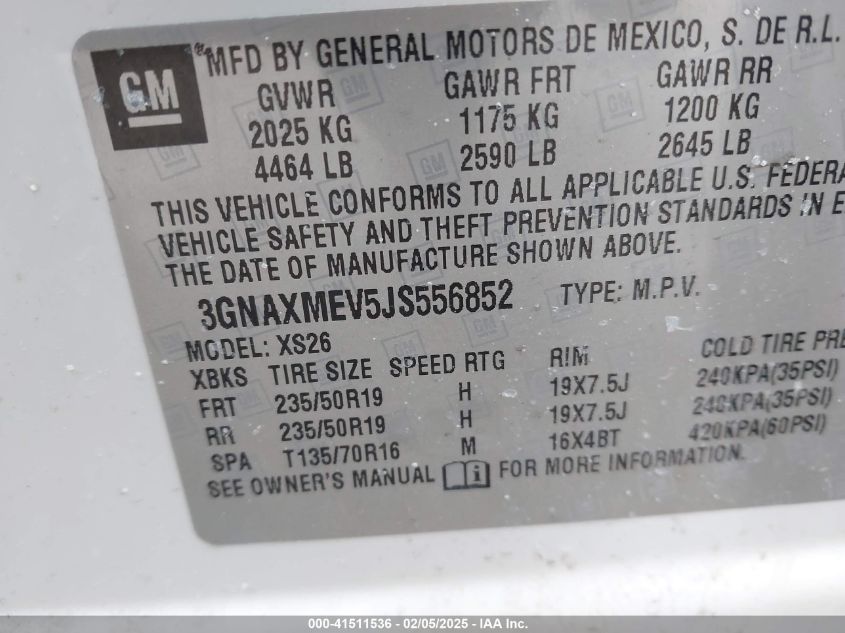 GM
MFD BY GENERAL MOTORS DE MEXICO, S. DE R.L.
GVWR GAWR FRT GAWR RR
2025 KG 1175 KG 1200 KG
4464 LB 2590 LB 2645 LB
THIS VEHICLE CONFORMS TO ALL APPLICABLE U.S. FEDERA
VEHICLE SAFETY AND THEFT PREVENTION STANDARDS IN E
THE DATE OF MANUFACTURE SHOWN ABOVE.
3GNAXMEV5JS556852 TYPE: M.P.V.
MODEL: XS26
XBKS TIRE SIZE SPEED RTG RIM COLD TIRE PRE
FRT 235/50R19 H 19X7.5J 240KPA(35PSI)
RR 235/50R19 H 19X7.5J 240KPA(35PSI)
SPA T135/70R16 M 16X4BT 420KPA(60PSI)
SEE OWNER'S MANUAL i FOR MORE INFORMATION.
000-41511536 - 02/05/2025 - IAA Inc.